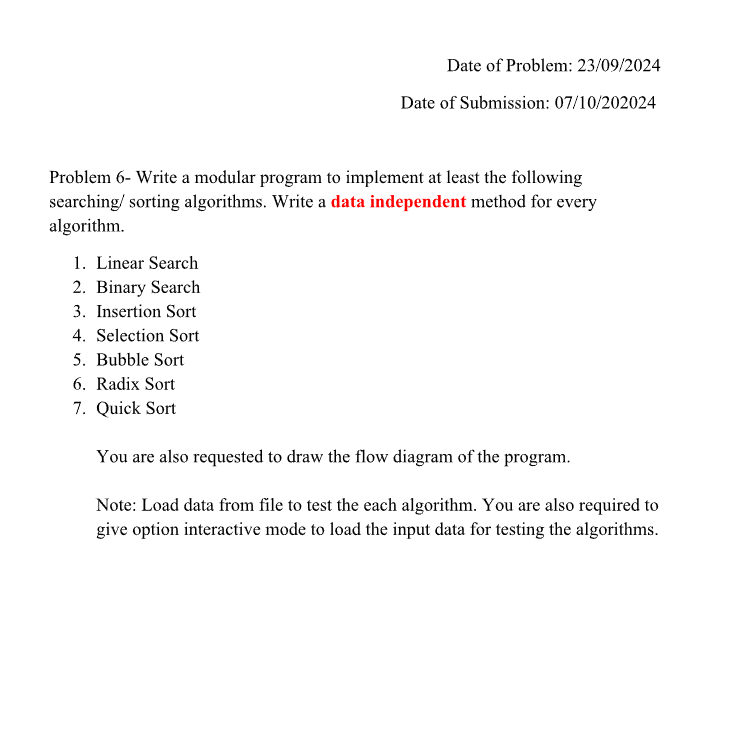 Date of Problem: 23/09/2024
Date of Submission: 07/10/202024
Problem 6- Write a modular program to implement at least the following
searching/ sorting algorithms. Write a data independent method for every
algorithm.
1. Linear Search
2. Binary Search
3. Insertion Sort
4. Selection Sort
5. Bubble Sort
6. Radix Sort
7. Quick Sort
You are also requested to draw the flow diagram of the program.
Note: Load data from file to test the each algorithm. You are also required to
give option interactive mode to load the input data for testing the algorithms.